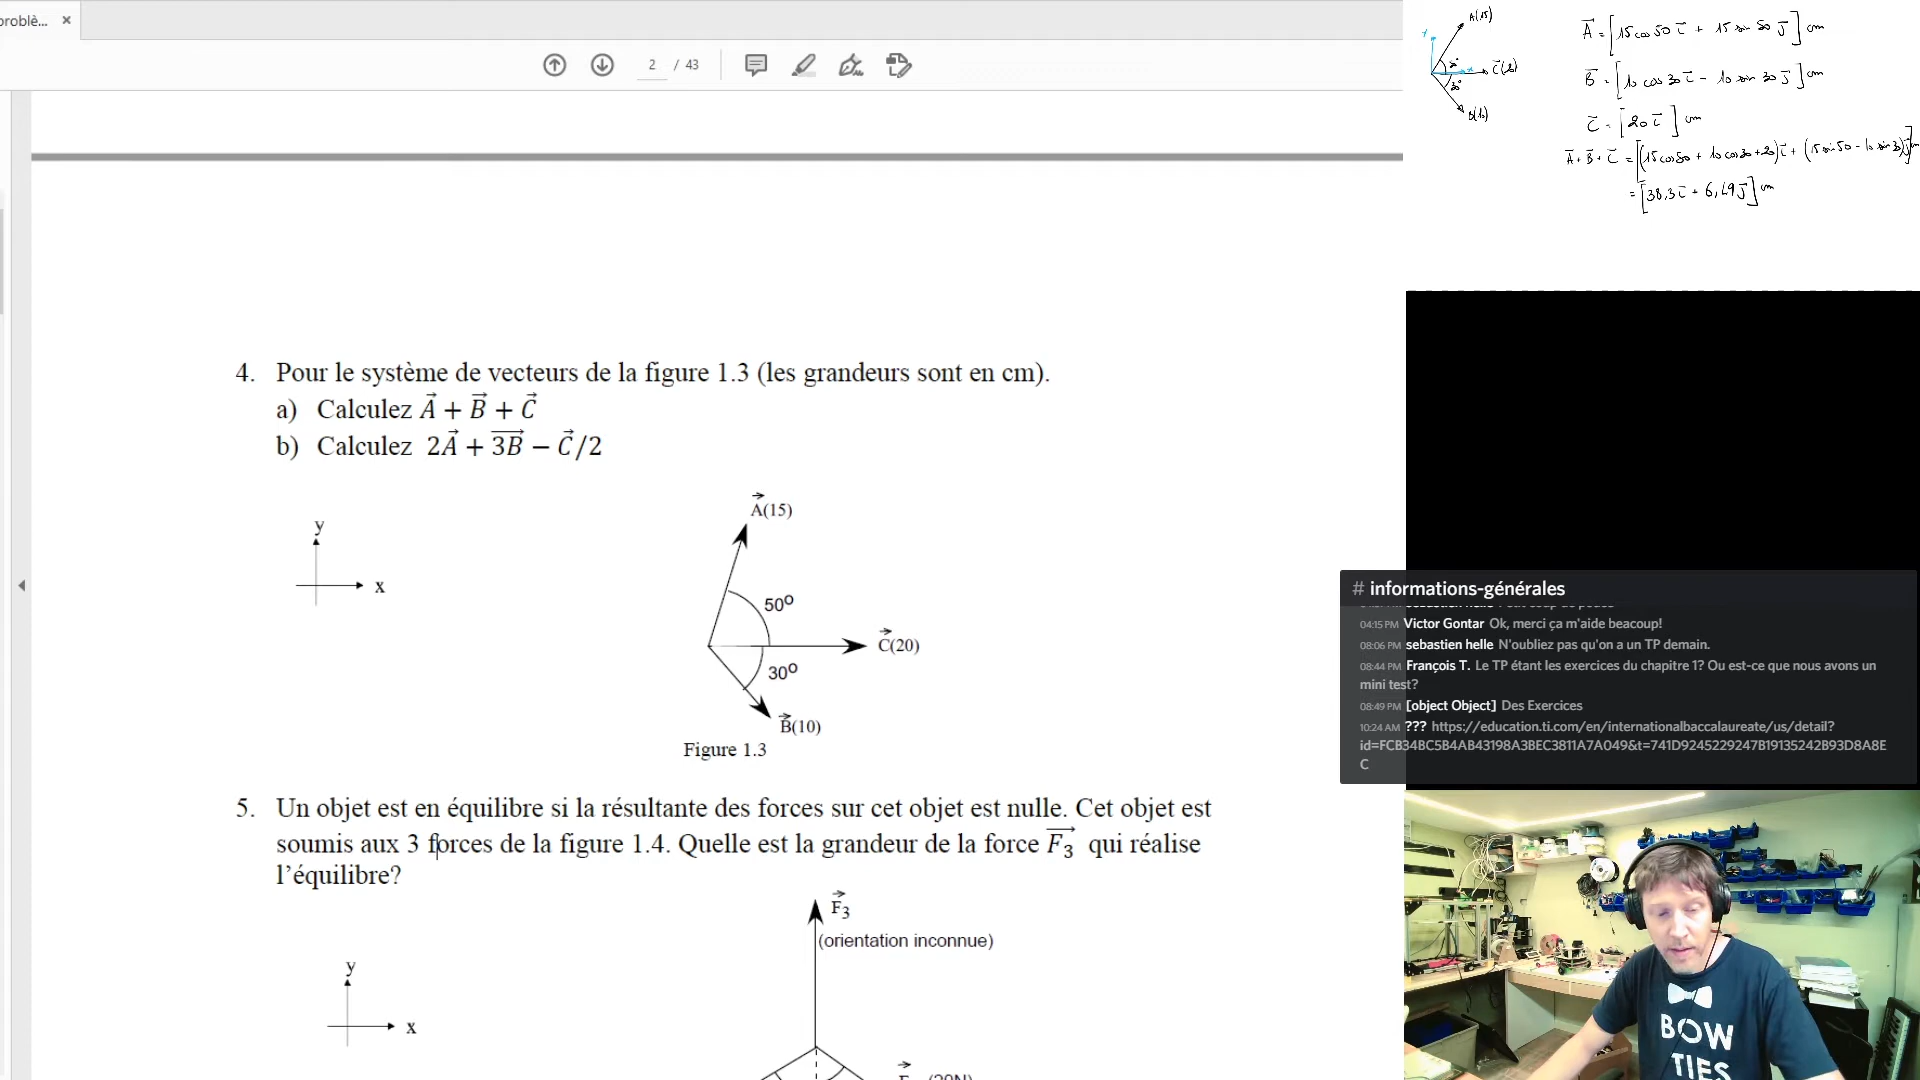 problè... ×
2 / 43
4. Pour le système de vecteurs de la figure 1.3 (les grandeurs sont en cm).
a) Calculez A⃗ + B⃗ + C⃗
b) Calculez 2A⃗ + 3B⃗ − C⃗/2
y
x
A⃗(15)
50°
C⃗(20)
30°
B⃗(10)
Figure 1.3
5. Un objet est en équilibre si la résultante des forces sur cet objet est nulle. Cet objet est
soumis aux 3 forces de la figure 1.4. Quelle est la grandeur de la force F₃⃗ qui réalise
l’équilibre?
F⃗₃
(orientation inconnue)
y
x
A(15)
C⃗(20)
30°
A⃗ = [15 cos 50 i⃗ + 15 sin 50 j⃗] cm
B⃗ = [10 cos 30 i⃗ − 10 sin 30 j⃗] cm
C⃗ = [20 i⃗] cm
A⃗ + B⃗ + C⃗ = [(15 cos 50 + 10 cos 30 + 20) i⃗ + (15 sin 50 − 10 sin 30) j⃗] cm
= [38,3 i⃗ + 6,49 j⃗] cm
# informations-générales
04:15 PM Victor Gontar Ok, merci ça m'aide beacoup!
08:06 PM sebastien helle N'oubliez pas qu'on a un TP demain.
08:44 PM François T. Le TP étant les exercices du chapitre 1? Ou est-ce que nous avons un
mini test?
08:49 PM [object Object] Des Exercices
10:24 AM ??? https://education.ti.com/en/internationalbaccalaureate/us/detail?
id=FCB34BC5B4AB43198A3BEC3811A7A049&t=741D9245229247B19135242B93D8A8E
C
BOW
TIES